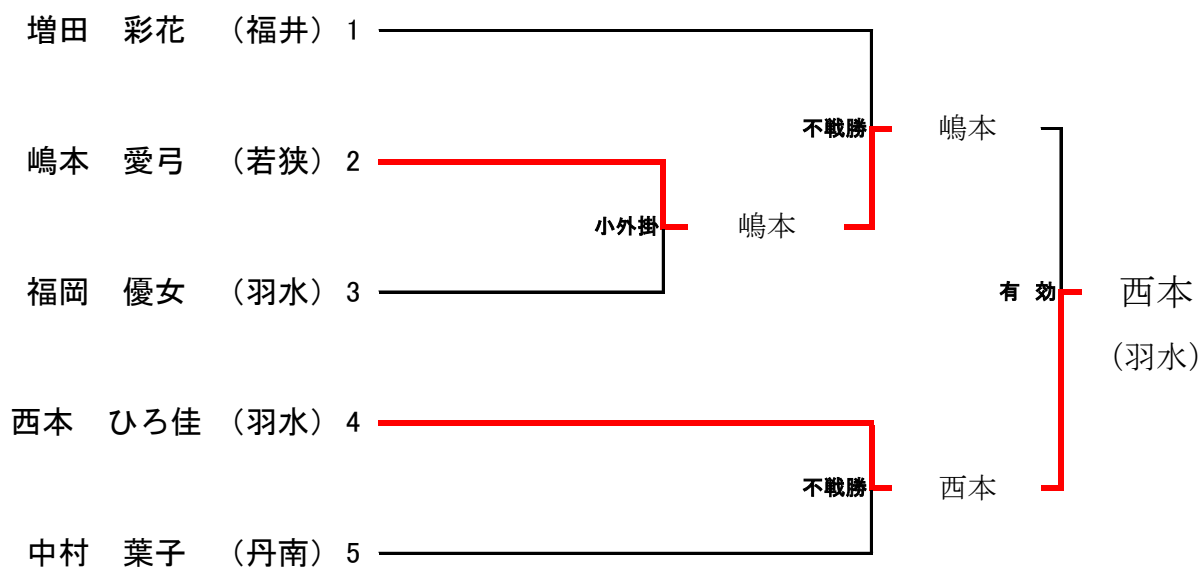 増田　彩花　（福井） 1
不戦勝　嶋本
嶋本　愛弓　（若狭） 2
小外掛　嶋本
福岡　優女　（羽水） 3
有　効　西本
（羽水）
西本　ひろ佳　（羽水） 4
不戦勝　西本
中村　葉子　（丹南） 5